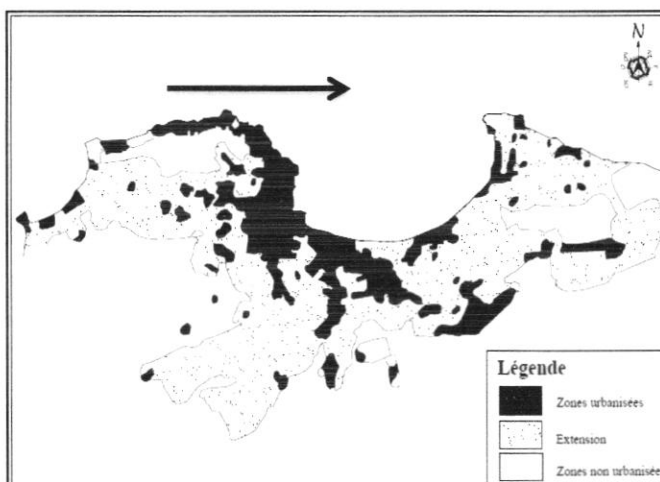 N
Légende
Zones urbanisées
Extension
Zones non urbanisée